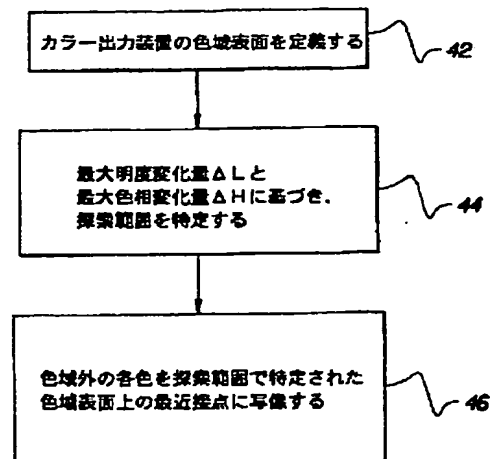 カラー出力装置の色域表面を定義する
42
最大明度変化量ΔLと
最大色相変化量ΔHに基づき、
探索範囲を特定する
44
色域外の各色を探索範囲で特定された
色域表面上の最近接点に写像する
46